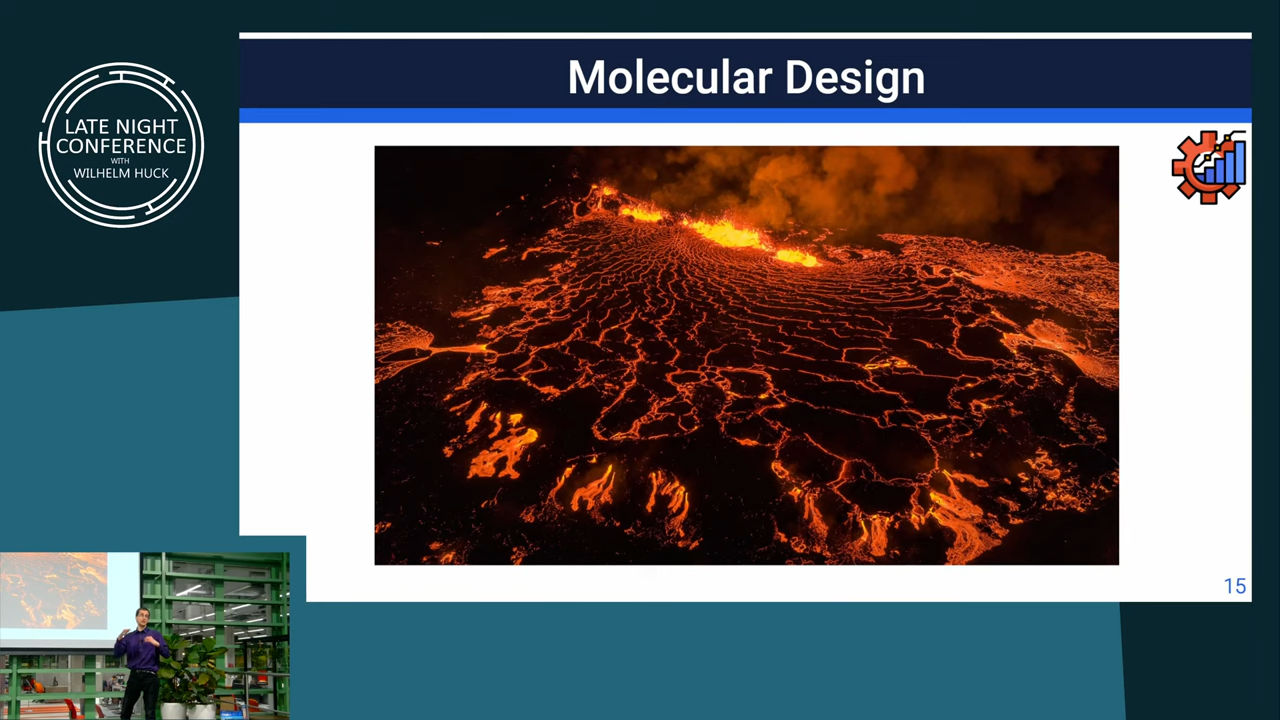 LATE NIGHT
CONFERENCE
WITH
WILHELM HUCK
Molecular Design
15